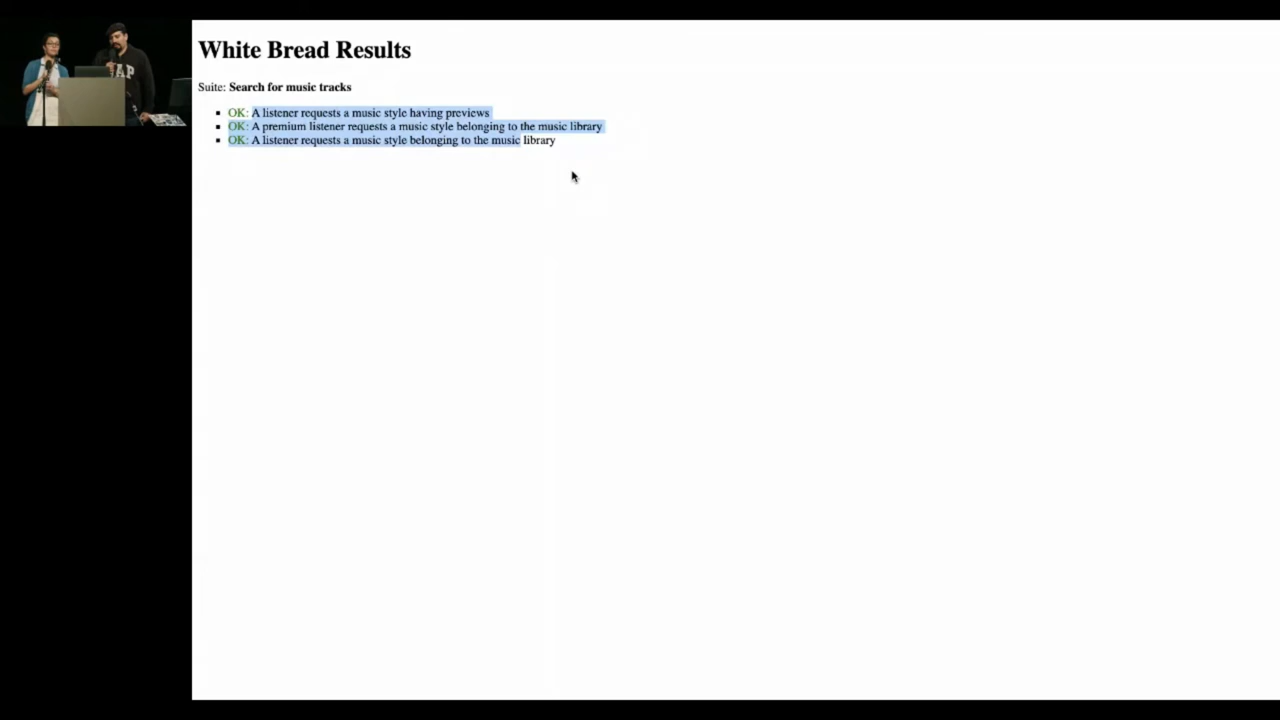 White Bread Results
Suite: Search for music tracks
OK: A listener requests a music style having previews
OK: A premium listener requests a music style belonging to the music library
OK: A listener requests a music style belonging to the music library
AP